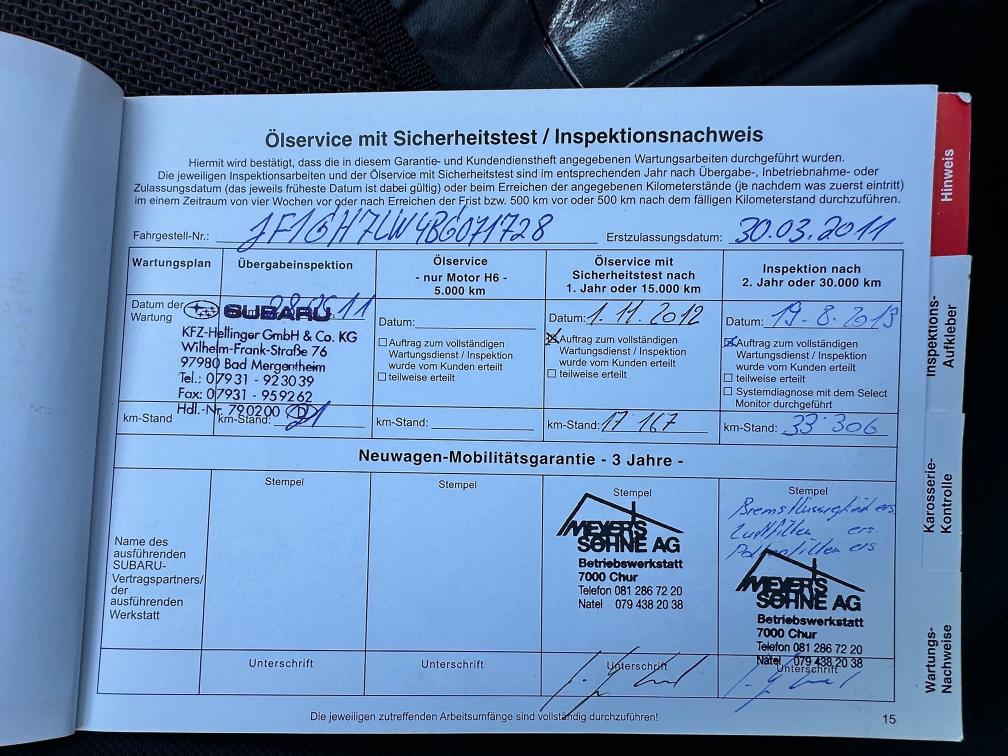 Ölservice mit Sicherheitstest / Inspektionsnachweis
Hiermit wird bestätigt, dass die in diesem Garantie- und Kundendienstheft angegebenen Wartungsarbeiten durchgeführt wurden.
Die jeweiligen Inspektionsarbeiten und der Ölservice mit Sicherheitstest sind im entsprechenden Jahr nach Übergabe-, Inbetriebnahme- oder
Zulassungsdatum (das jeweils früheste Datum ist dabei gültig) oder beim Erreichen der angegebenen Kilometerstände (je nachdem was zuerst eintritt)
im einem Zeitraum von vier Wochen vor oder nach Erreichen der Frist bzw. 500 km vor oder 500 km nach dem fälligen Kilometerstand durchzuführen.
Fahrgestell-Nr.: JF1GH7LW4BG071728 Erstzulassungsdatum: 30.03.2011
Wartungsplan
Übergabeinspektion
Ölservice
- nur Motor H6 -
5.000 km
Ölservice mit
Sicherheitstest nach
1. Jahr oder 15.000 km
Inspektion nach
2. Jahr oder 30.000 km
Datum der
Wartung
SUBARU
KFZ-Hellinger GmbH & Co. KG
Wilhelm-Frank-Straße 76
97980 Bad Mergentheim
Tel.: 07931 - 923039
Fax: 07931 - 959262
Hdl.-Nr. 790200 D
Datum:
Auftrag zum vollständigen
Wartungsdienst / Inspektion
wurde vom Kunden erteilt
teilweise erteilt
Datum: 1. 11. 2012
Auftrag zum vollständigen
Wartungsdienst / Inspektion
wurde vom Kunden erteilt
teilweise erteilt
Datum: 19. 8. 2013
Auftrag zum vollständigen
Wartungsdienst / Inspektion
wurde vom Kunden erteilt
teilweise erteilt
Systemdiagnose mit dem Select
Monitor durchgeführt
km-Stand
km-Stand: 21
km-Stand:
km-Stand: 17'167
km-Stand: 33'306
Neuwagen-Mobilitätsgarantie - 3 Jahre -
Name des
ausführenden
SUBARU-
Vertragspartners/
der
ausführenden
Werkstatt
Stempel
Stempel
Stempel
MEYER'S
SÖHNE AG
Betriebswerkstatt
7000 Chur
Telefon 081 286 72 20
Natel 079 438 20 38
Stempel
Bremsflüssigkeit ers.
Luftfilter ers.
Pollenfilter ers.
MEYER'S
SÖHNE AG
Betriebswerkstatt
7000 Chur
Telefon 081 286 72 20
Natel 079 438 20 38
Unterschrift
Unterschrift
Unterschrift
Unterschrift
Die jeweiligen zutreffenden Arbeitsumfänge sind vollständig durchzuführen!
15
Hinweis
Inspektions-
Aufkleber
Karosserie-
Kontrolle
Wartungs-
Nachweise